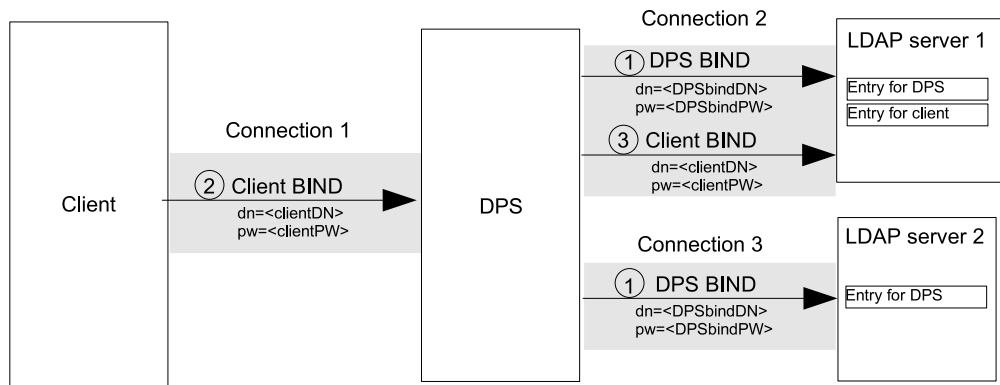 Client
Connection 1
2 Client BIND
dn=<clientDN>
pw=<clientPW>
DPS
Connection 2
1 DPS BIND
dn=<DPSbindDN>
pw=<DPSbindPW>
3 Client BIND
dn=<clientDN>
pw=<clientPW>
LDAP server 1
Entry for DPS
Entry for client
Connection 3
1 DPS BIND
dn=<DPSbindDN>
pw=<DPSbindPW>
LDAP server 2
Entry for DPS